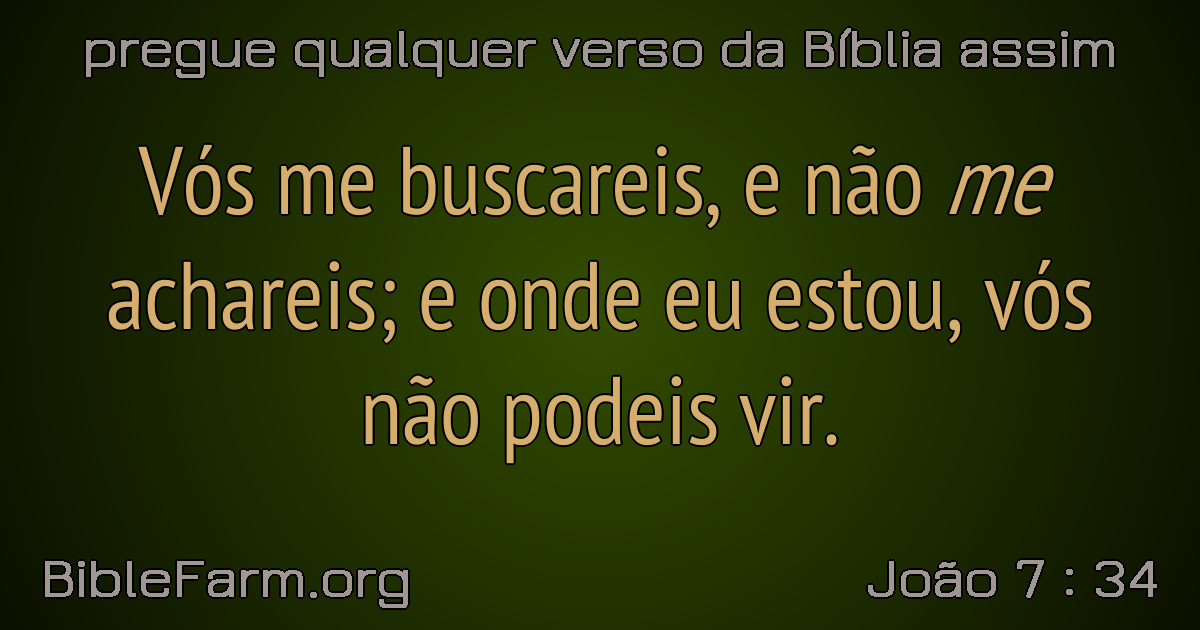 pregue qualquer verso da Bíblia assim
Vós me buscareis, e não me
achareis; e onde eu estou, vós
não podeis vir.
BibleFarm.org
João 7 : 34